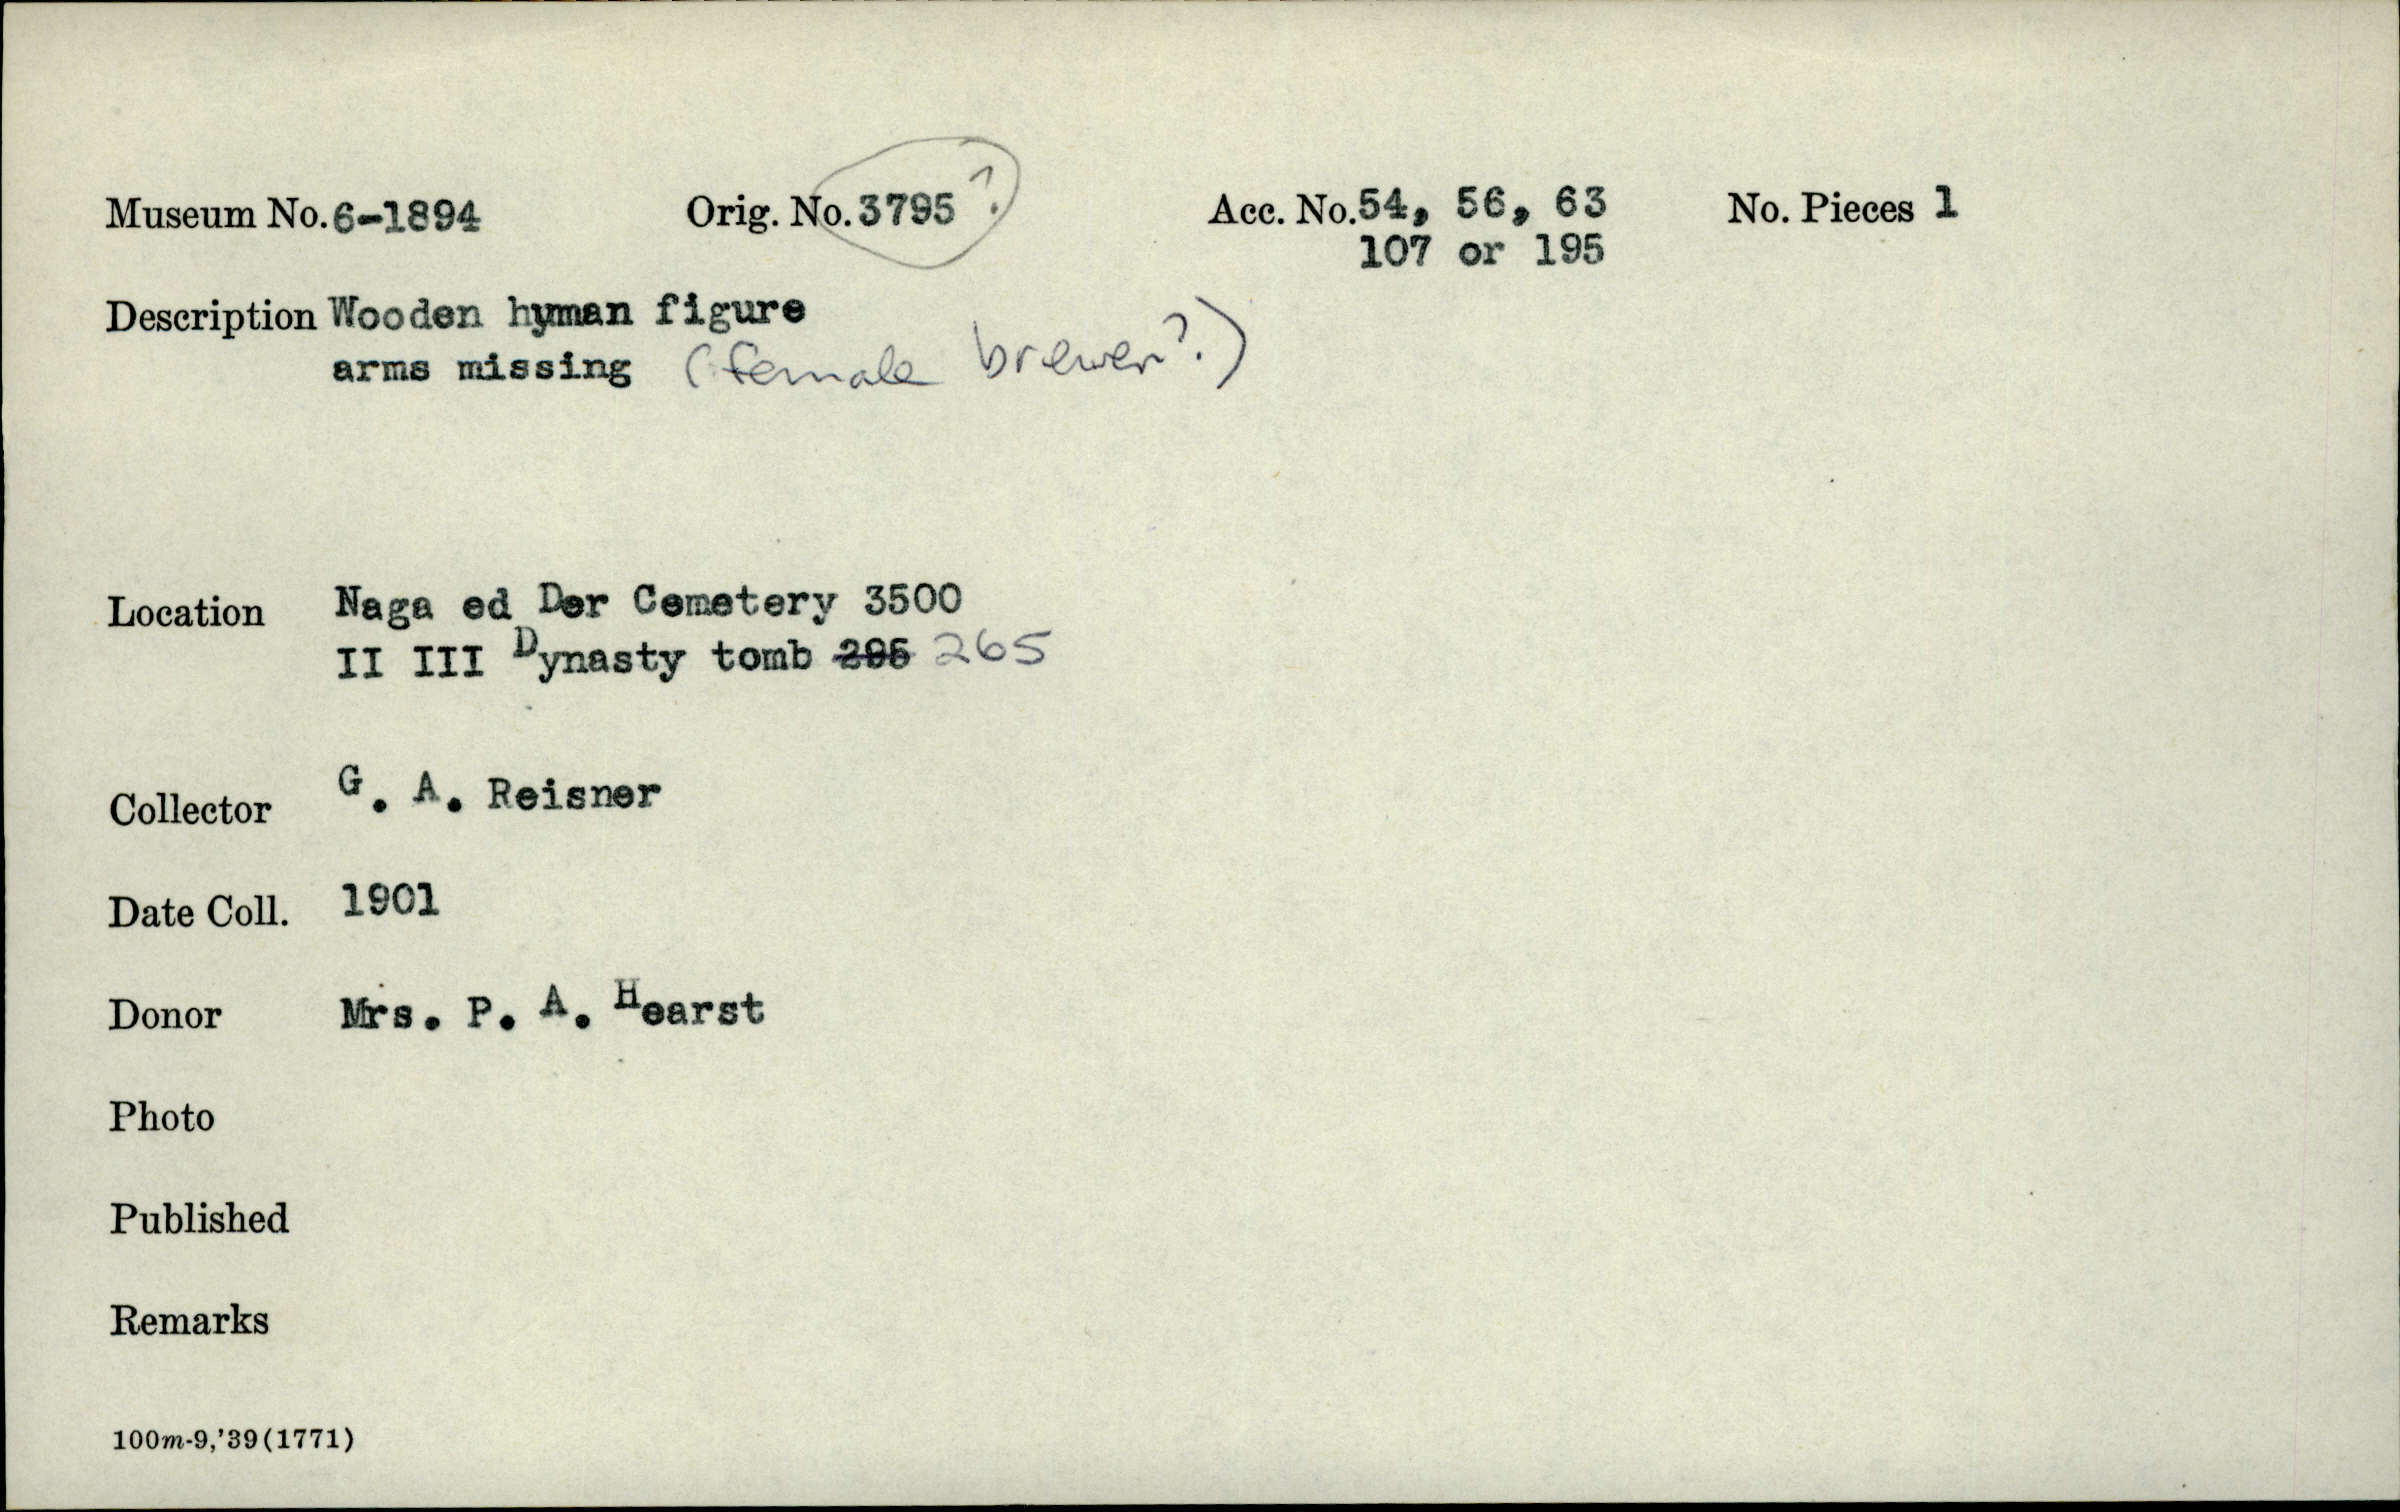 Museum No. 6-1894 Orig. No. 3795 ? Acc. No. 54, 56, 63 No. Pieces 1
107 or 195
Description Wooden hyman figure
arms missing (female brewer?)
Location Naga ed Der Cemetery 3500
II III Dynasty tomb 295 265
Collector G. A. Reisner
Date Coll. 1901
Donor Mrs. P. A. Hearst
Photo
Published
Remarks
100m-9,'39(1771)